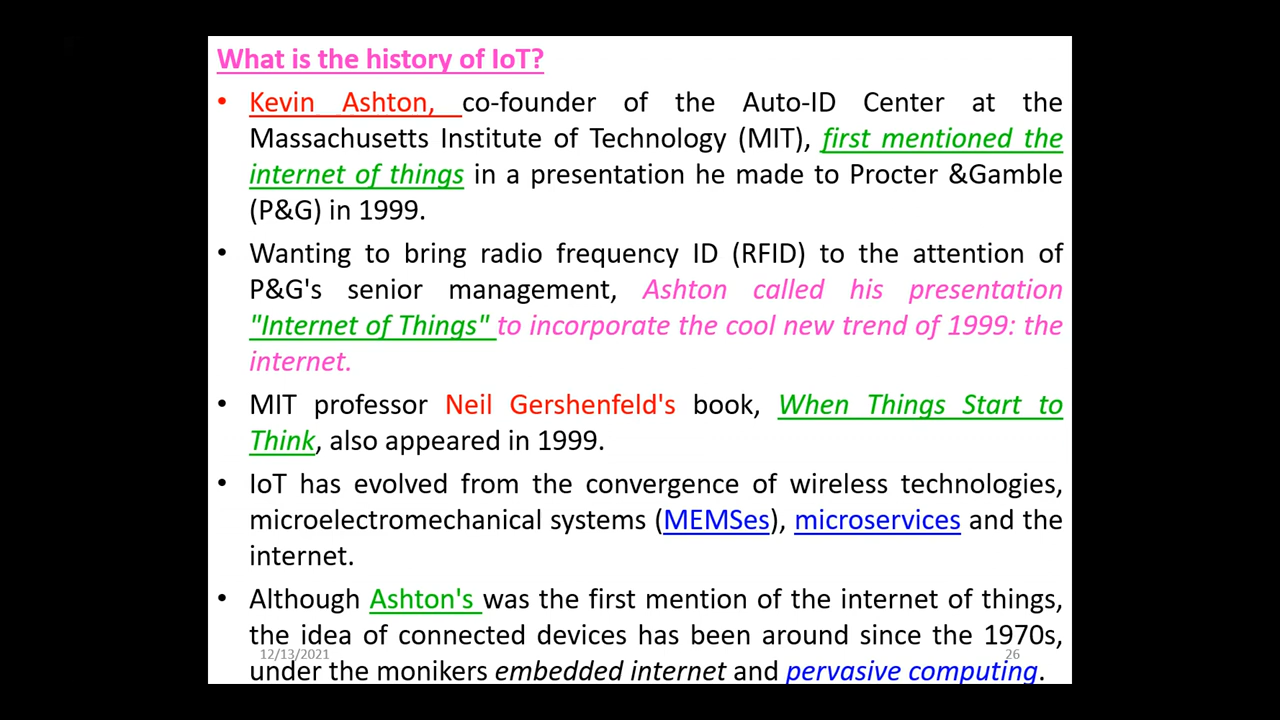 What is the history of IoT?
• Kevin Ashton, co-founder of the Auto-ID Center at the
Massachusetts Institute of Technology (MIT), first mentioned the
internet of things in a presentation he made to Procter &Gamble
(P&G) in 1999.
• Wanting to bring radio frequency ID (RFID) to the attention of
P&G's senior management, Ashton called his presentation
"Internet of Things" to incorporate the cool new trend of 1999: the
internet.
• MIT professor Neil Gershenfeld's book, When Things Start to
Think, also appeared in 1999.
• IoT has evolved from the convergence of wireless technologies,
microelectromechanical systems (MEMSes), microservices and the
internet.
• Although Ashton's was the first mention of the internet of things,
the idea of connected devices has been around since the 1970s,
12/13/2021 26
under the monikers embedded internet and pervasive computing.